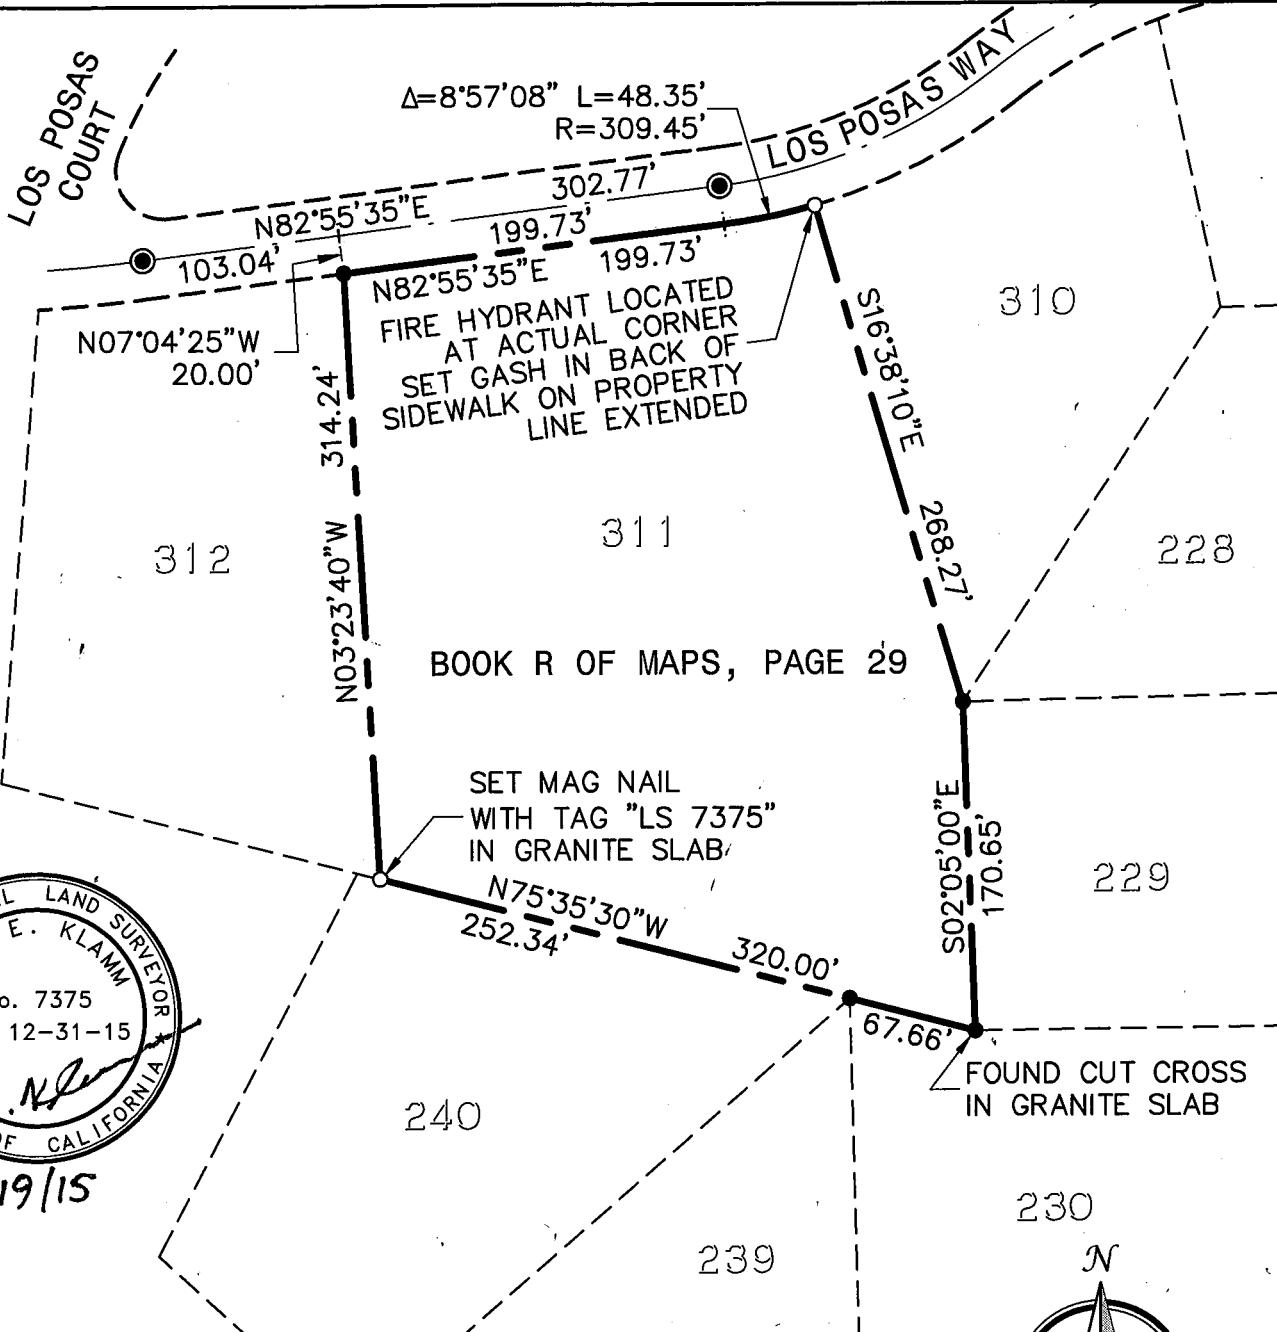 LOS POSAS
COURT
Δ=8°57'08" L=48.35'
R=309.45'
LOS POSAS WAY
302.77'
N82°55'35"E
103.04'
199.73'
199.73'
N82°55'35"E
N07°04'25"W
20.00'
FIRE HYDRANT LOCATED
AT ACTUAL CORNER
SET GASH IN BACK OF
SIDEWALK ON PROPERTY
LINE EXTENDED
310
S16°38'10"E
268.27'
314.24'
N03°23'40"W
312
311
228
BOOK R OF MAPS, PAGE 29
SET MAG NAIL
WITH TAG "LS 7375"
IN GRANITE SLAB
S02°05'00"E
170.65'
229
N75°35'30"W
252.34'
320.00'
67.66'
FOUND CUT CROSS
IN GRANITE SLAB
LAND SURVEYOR
E. KLAMM
o. 7375
12-31-15
OF CALIFORNIA
19/15
240
239
230
N